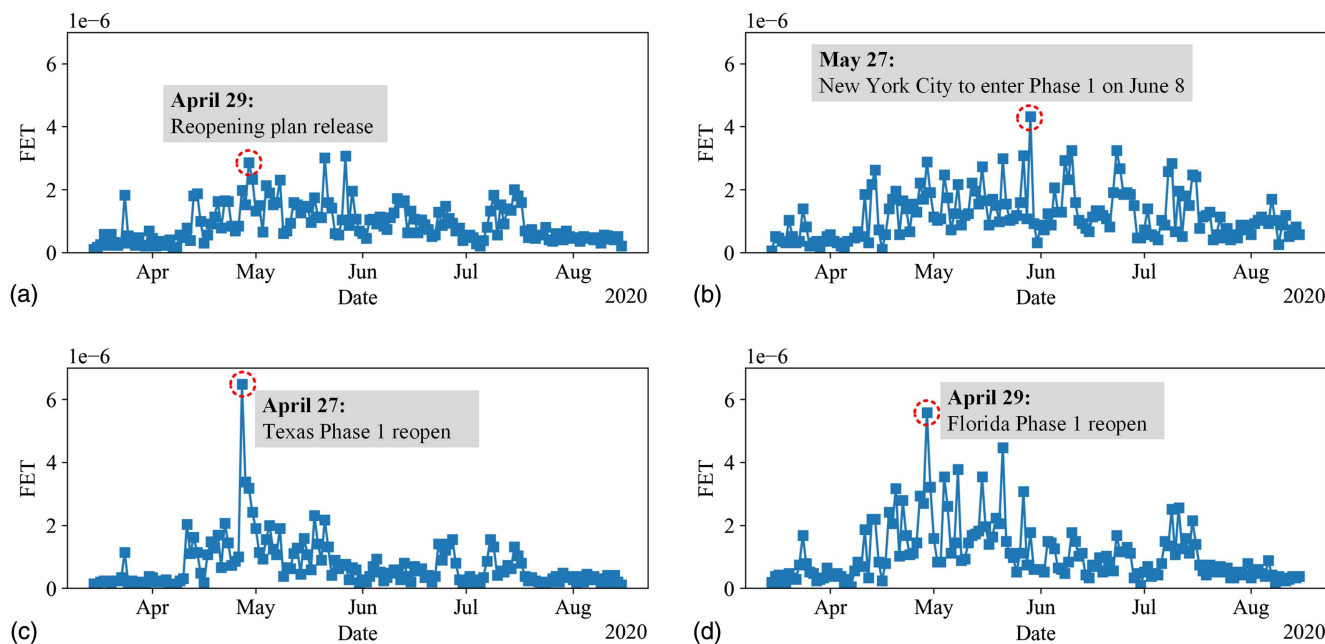 1e−6
6
4
2
0
FET
April 29:
Reopening plan release
Apr
May
Jun
Jul
Aug
Date
2020
(a)
1e−6
6
4
2
0
FET
May 27:
New York City to enter Phase 1 on June 8
Apr
May
Jun
Jul
Aug
Date
2020
(b)
1e−6
6
4
2
0
FET
April 27:
Texas Phase 1 reopen
Apr
May
Jun
Jul
Aug
Date
2020
(c)
1e−6
6
4
2
0
FET
April 29:
Florida Phase 1 reopen
Apr
May
Jun
Jul
Aug
Date
2020
(d)